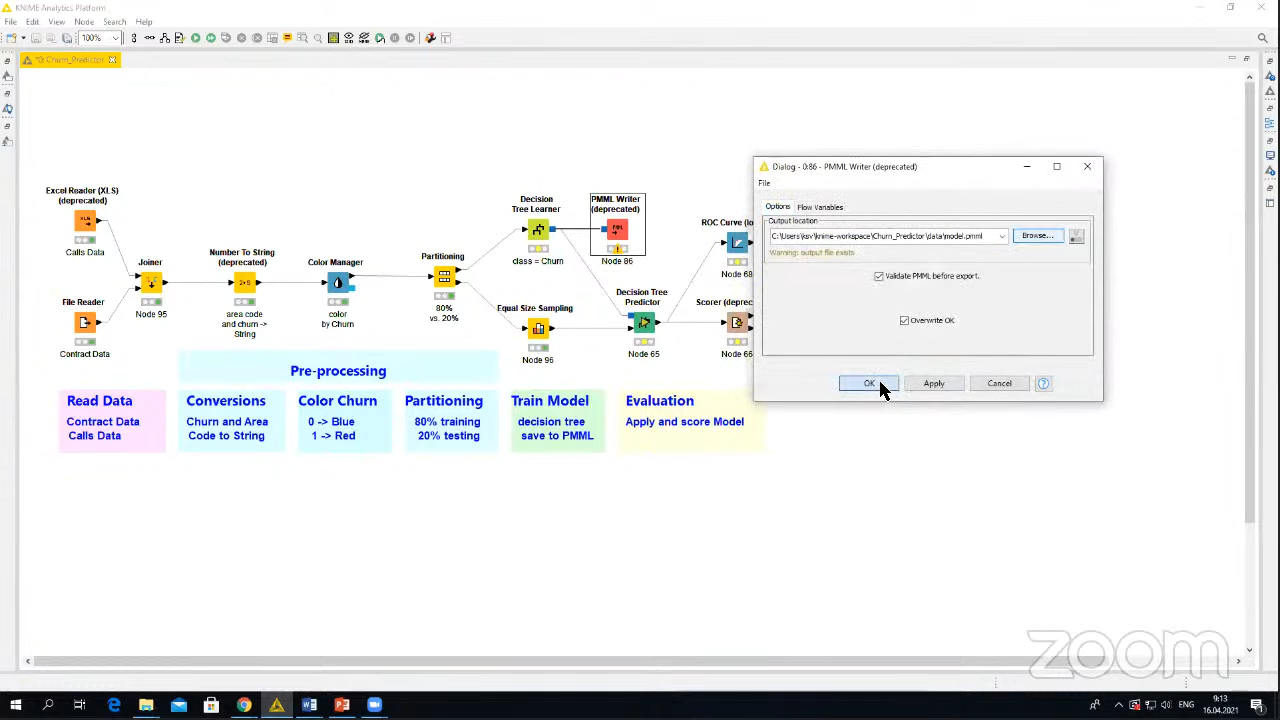 KNIME Analytics Platform
File Edit View Node Search Help
100%
*0: Churn_Predictor
Excel Reader (XLS)
(deprecated)
XLS
Calls Data
File Reader
Contract Data
Joiner
Node 95
Number To String
(deprecated)
2>S
area code
and churn ->
String
Color Manager
color
by Churn
Partitioning
80%
vs. 20%
Decision
Tree Learner
class = Churn
PMML Writer
(deprecated)
PML
Node 86
Equal Size Sampling
Node 96
Decision Tree
Predictor
Node 65
ROC Curve (lo
Node 68
Scorer (deprec
Node 66
Dialog - 0:86 - PMML Writer (deprecated)
File
Options Flow Variables
Output location
C:\Users\ksv\knime-workspace\Churn_Predictor\data\model.pmml
Browse...
Warning: output file exists
Validate PMML before export.
Overwrite OK
OK Apply Cancel ?
Pre-processing
Read Data
Contract Data
Calls Data
Conversions
Churn and Area
Code to String
Color Churn
0 -> Blue
1 -> Red
Partitioning
80% training
20% testing
Train Model
decision tree
save to PMML
Evaluation
Apply and score Model
zoom
ENG
9:13
16.04.2021